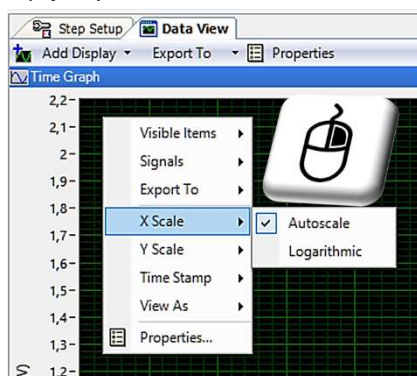 Step Setup Data View
Add Display Export To Properties
Time Graph
2,2
2,1
Visible Items
2
Signals
1,9
Export To
1,8
X Scale Autoscale
1,7
Y Scale Logarithmic
1,6
Time Stamp
1,5
View As
1,4
Properties...
1,3
1,2